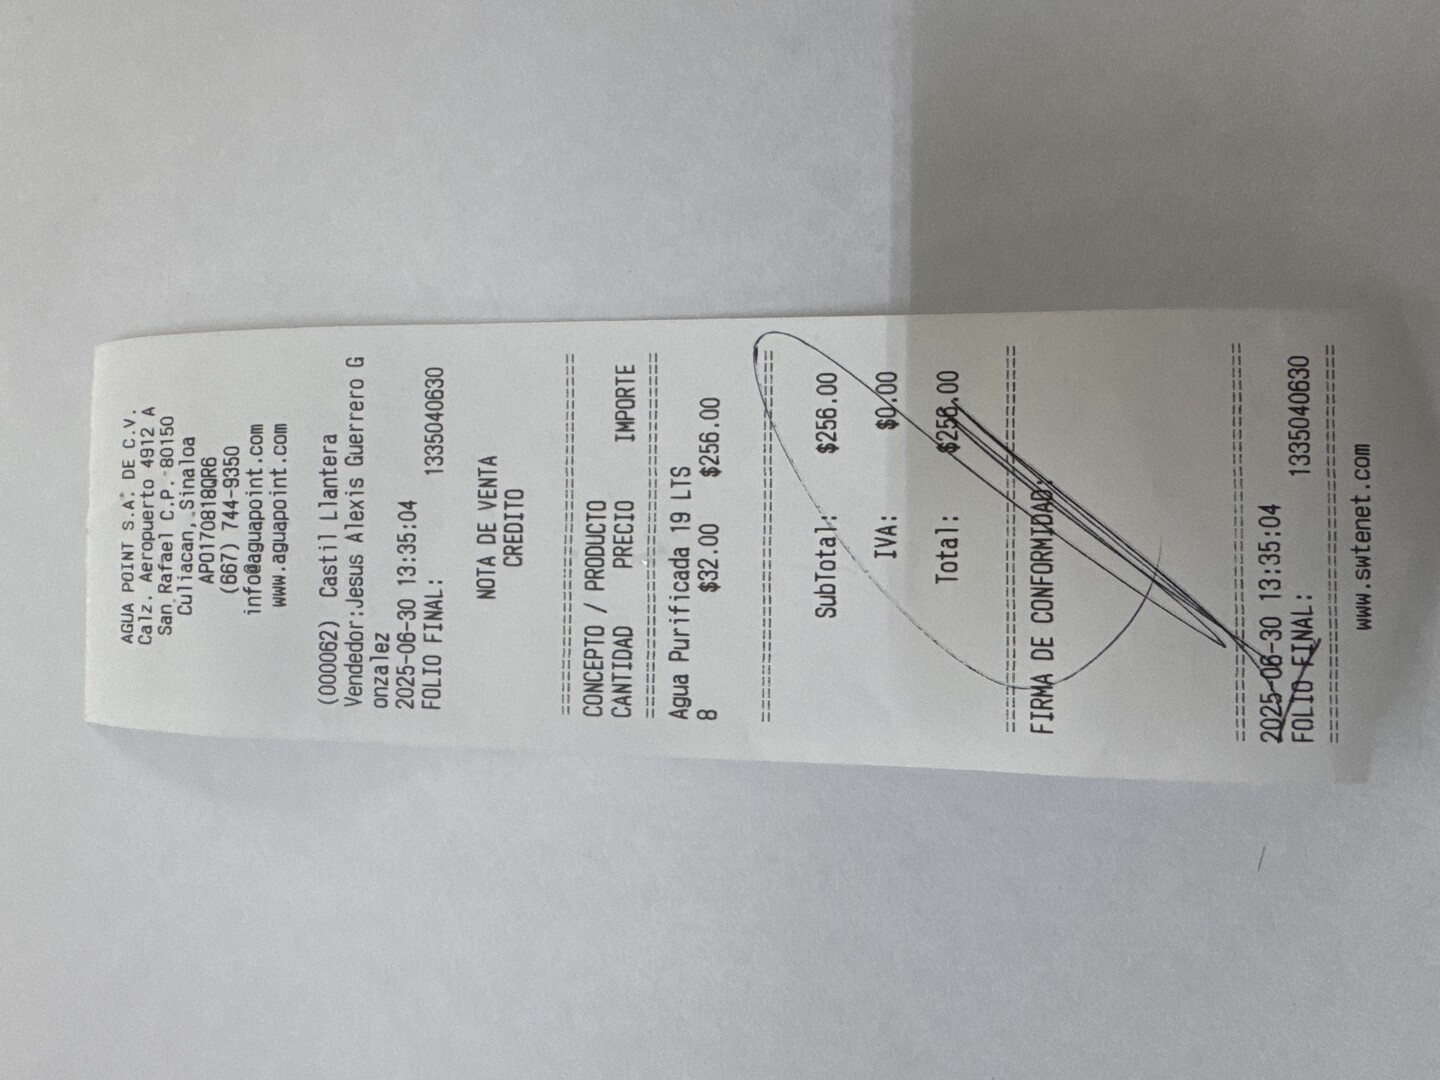 AGUA POINT S.A. DE C.V.
Calz. Aeropuerto 4912 A
San Rafael C.P. 80150
Culiacan, Sinaloa
APO170818QR6
(667) 744-9350
info@aguapoint.com
www.aguapoint.com
(000062) Castil Llantera
Vendedor:Jesus Alexis Guerrero G
onzalez
2025-06-30 13:35:04
FOLIO FINAL: 1335040630
NOTA DE VENTA
CREDITO
================================
CONCEPTO / PRODUCTO
CANTIDAD PRECIO IMPORTE
================================
Agua Purificada 19 LTS
8 $32.00 $256.00
================================
SubTotal: $256.00
IVA: $0.00
Total: $256.00
================================
FIRMA DE CONFORMIDAD:
================================
2025-06-30 13:35:04
FOLIO FINAL: 1335040630
================================
www.swtenet.com